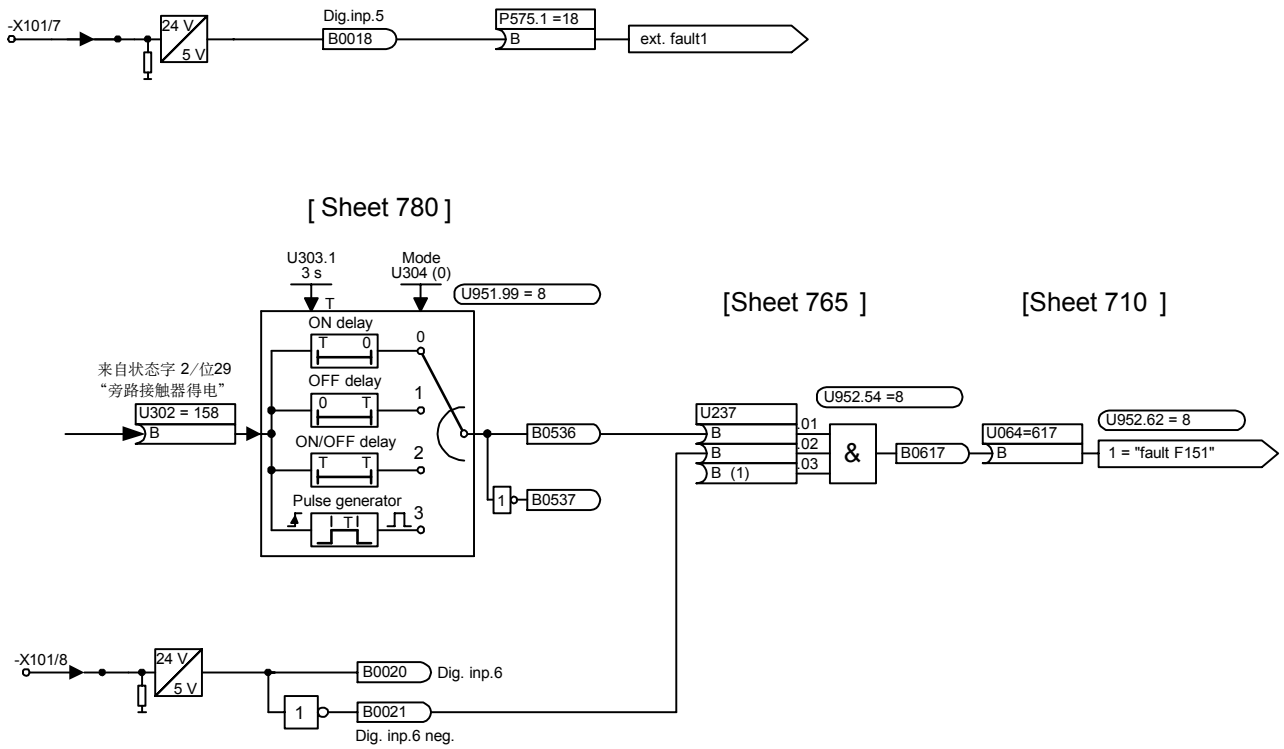 Dig.inp.5
-X101/7
24 V
5 V
B0018
P575.1 =18
B
ext. fault1
[ Sheet 780 ]
U303.1
3 s
T
Mode
U304 (0)
U951.99 = 8
[Sheet 765 ]
[Sheet 710 ]
ON delay
T 0
0
来自状态字 2/位29
“旁路接触器得电”
U302 = 158
B
OFF delay
0 T
1
ON/OFF delay
T T
2
Pulse generator
T
3
B0536
1
B0537
U237
B
.01
B
.02
B (1)
.03
U952.54 =8
&
B0617
U064=617
B
U952.62 = 8
1 = "fault F151"
-X101/8
24 V
5 V
B0020
Dig. inp.6
1
B0021
Dig. inp.6 neg.